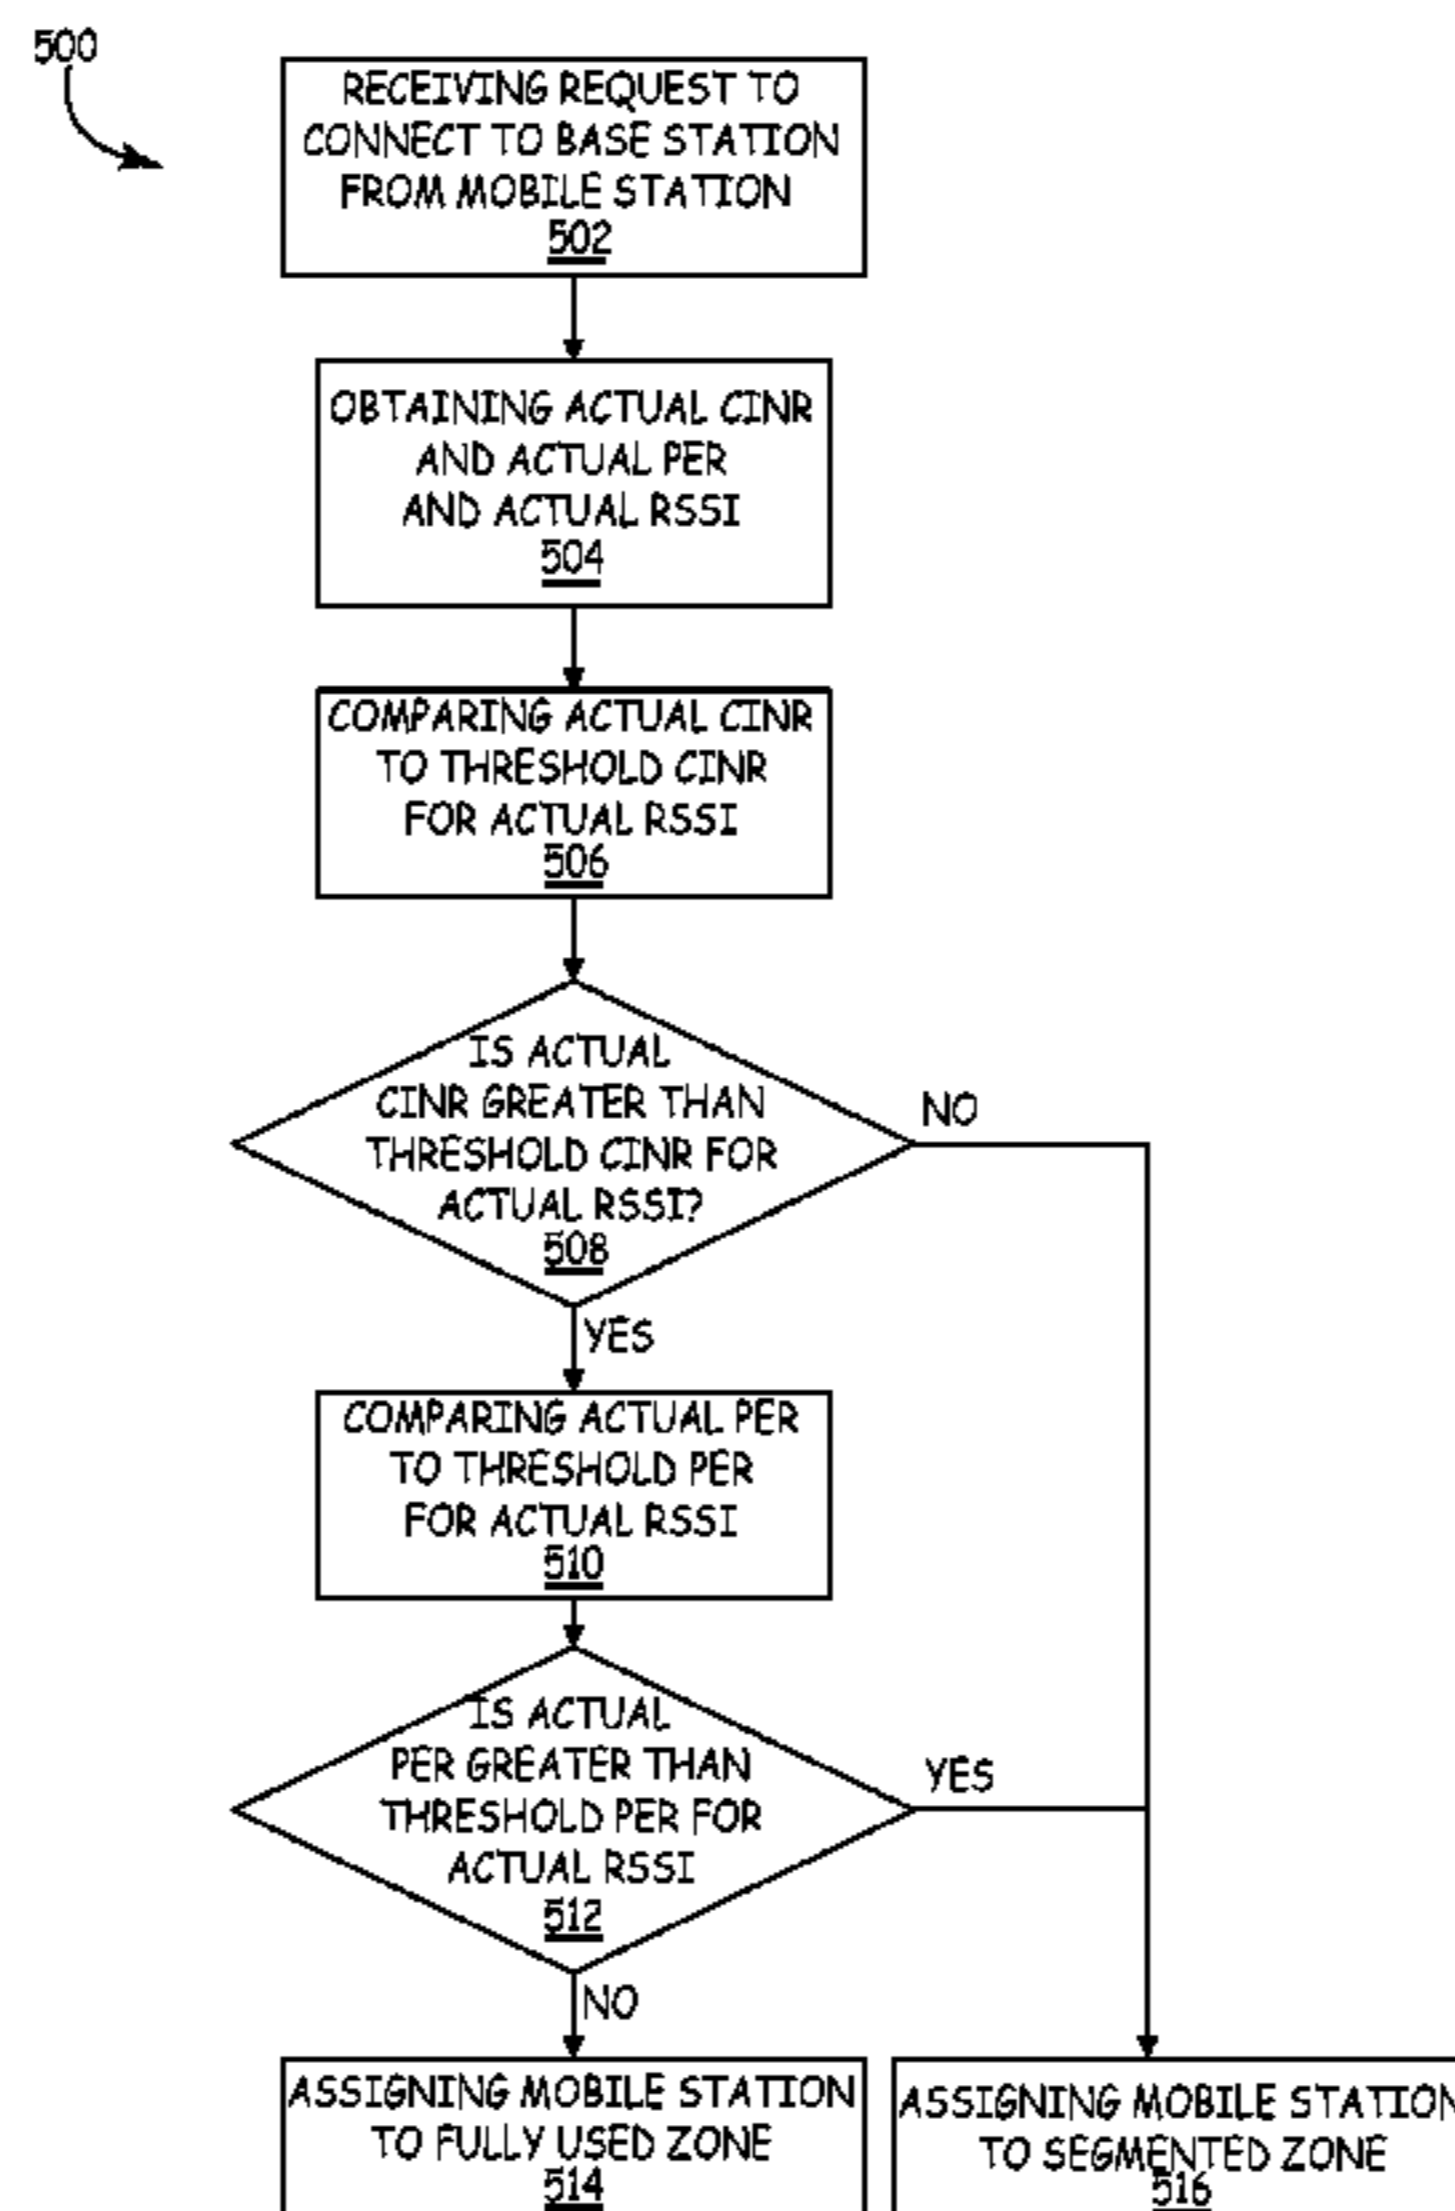 500
RECEIVING REQUEST TO
CONNECT TO BASE STATION
FROM MOBILE STATION
502
OBTAINING ACTUAL CINR
AND ACTUAL PER
AND ACTUAL RSSI
504
COMPARING ACTUAL CINR
TO THRESHOLD CINR
FOR ACTUAL RSSI
506
IS ACTUAL
CINR GREATER THAN
THRESHOLD CINR FOR
ACTUAL RSSI?
508
NO
YES
COMPARING ACTUAL PER
TO THRESHOLD PER
FOR ACTUAL RSSI
510
IS ACTUAL
PER GREATER THAN
THRESHOLD PER FOR
ACTUAL RSSI
512
YES
NO
ASSIGNING MOBILE STATION
TO FULLY USED ZONE
514
ASSIGNING MOBILE STATION
TO SEGMENTED ZONE
516